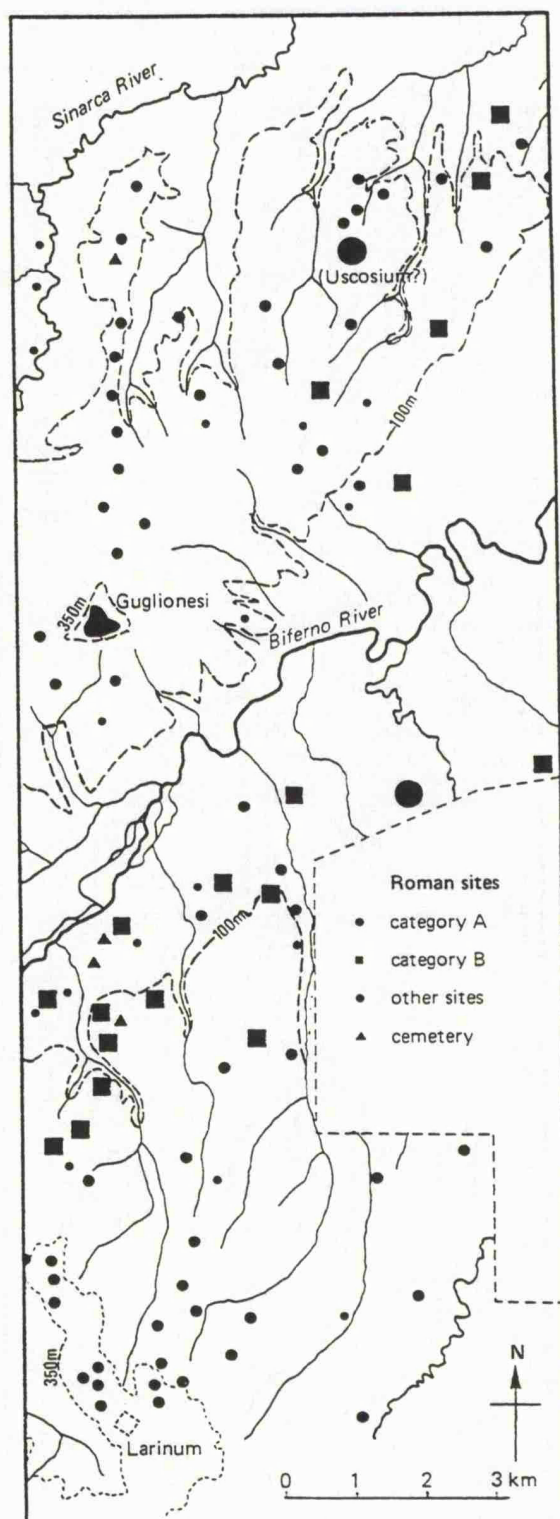 Sinarca River
(Uscosium?)
100m
350m
Guglionesi
Biferno River
Roman sites
100m
category A
category B
other sites
cemetery
350m
N
Larinum
0 1 2 3 km